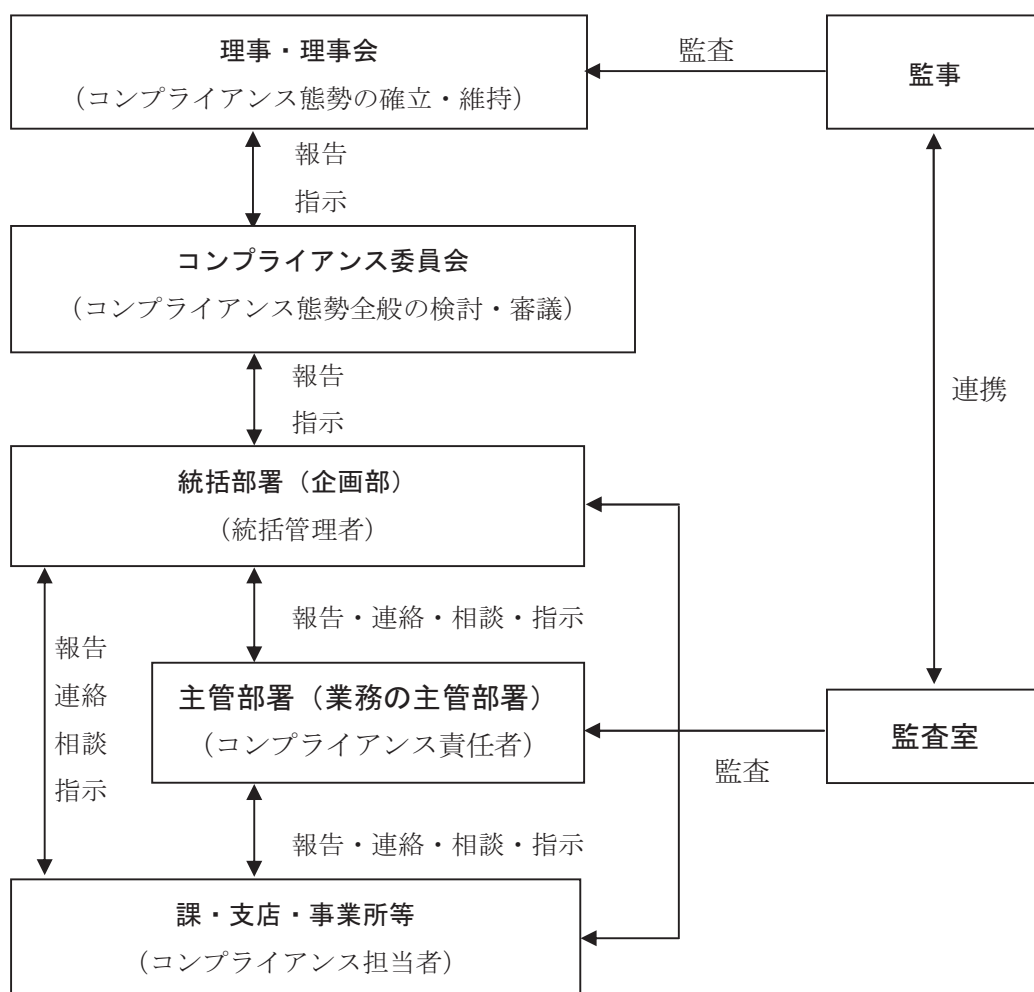 理事・理事会
（コンプライアンス態勢の確立・維持）
監査
監事
報告
指示
コンプライアンス委員会
（コンプライアンス態勢全般の検討・審議）
報告
指示
連携
統括部署（企画部）
（統括管理者）
報告・連絡・相談・指示
報告
連絡
相談
指示
主管部署（業務の主管部署）
（コンプライアンス責任者）
監査
監査室
報告・連絡・相談・指示
課・支店・事業所等
（コンプライアンス担当者）